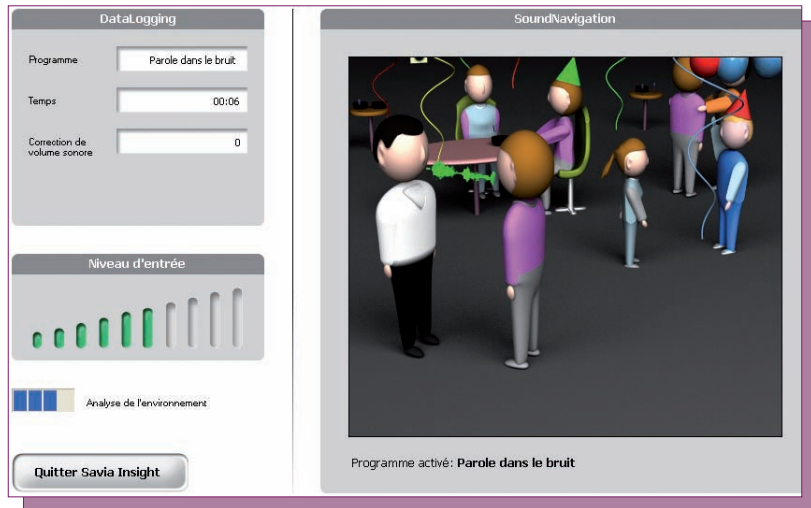 DataLogging
Programme
Parole dans le bruit
Temps
00:06
Correction de
volume sonore
0
Niveau d'entrée
Analyse de l'environnement
Quitter Savia Insight
SoundNavigation
Programme activé: Parole dans le bruit